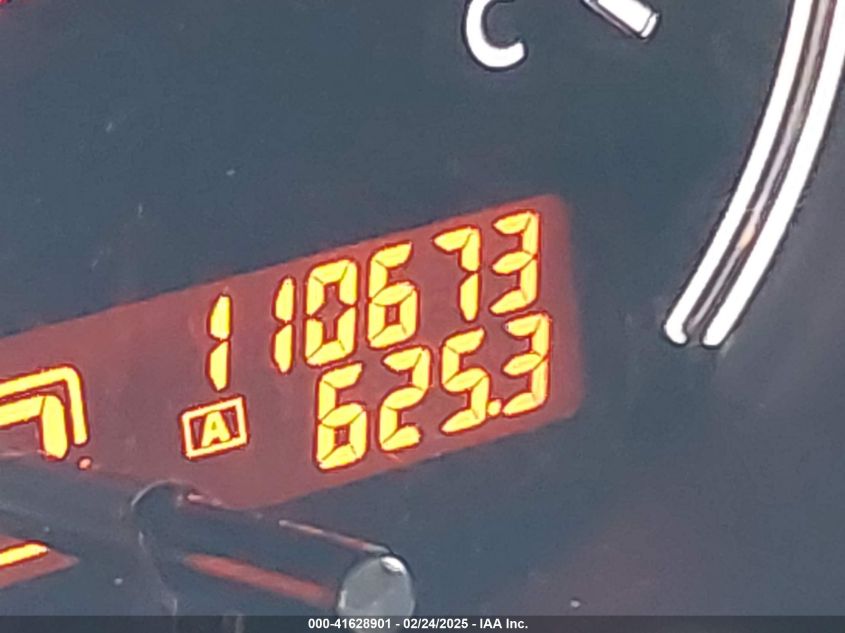 C
110673
A
625.3
000-41628901 - 02/24/2025 - IAA Inc.